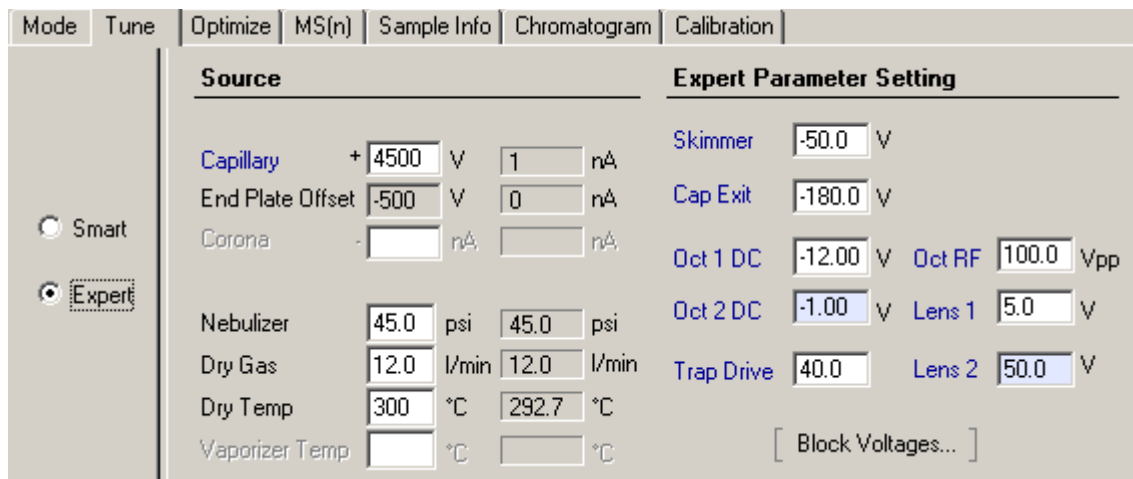 Mode Tune Optimize MS(n) Sample Info Chromatogram Calibration
Source
Capillary + 4500 V 1 nA
End Plate Offset -500 V 0 nA
Corona - nA nA
Nebulizer 45.0 psi 45.0 psi
Dry Gas 12.0 l/min 12.0 l/min
Dry Temp 300 °C 292.7 °C
Vaporizer Temp °C °C
Smart
Expert
Expert Parameter Setting
Skimmer -50.0 V
Cap Exit -180.0 V
Oct 1 DC -12.00 V Oct RF 100.0 Vpp
Oct 2 DC -1.00 V Lens 1 5.0 V
Trap Drive 40.0 Lens 2 50.0 V
[ Block Voltages... ]